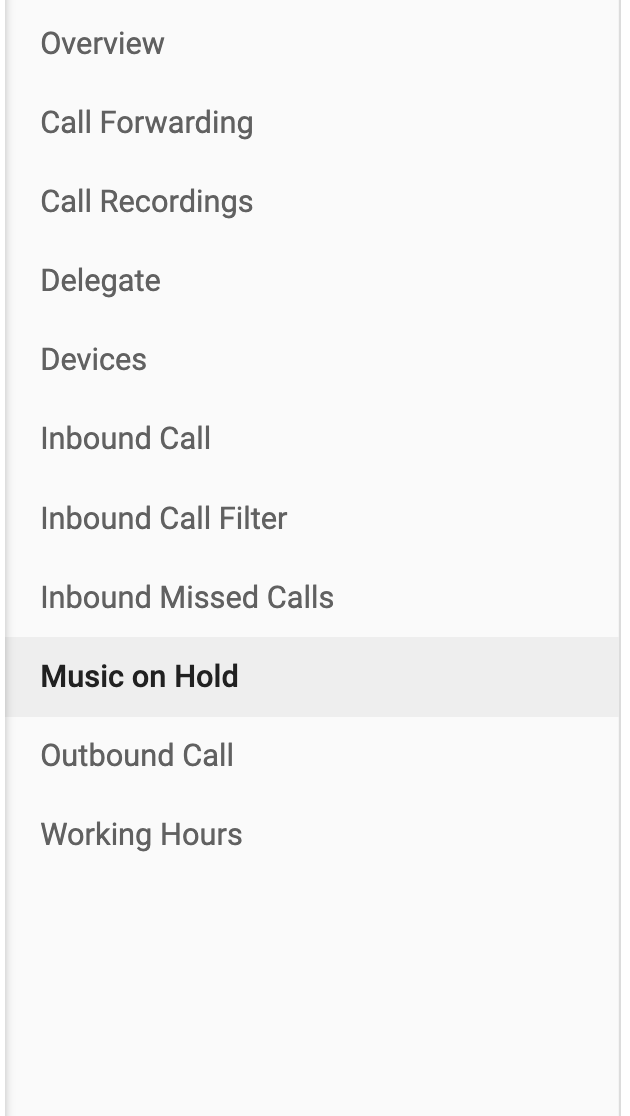 Overview
Call Forwarding
Call Recordings
Delegate
Devices
Inbound Call
Inbound Call Filter
Inbound Missed Calls
Music on Hold
Outbound Call
Working Hours